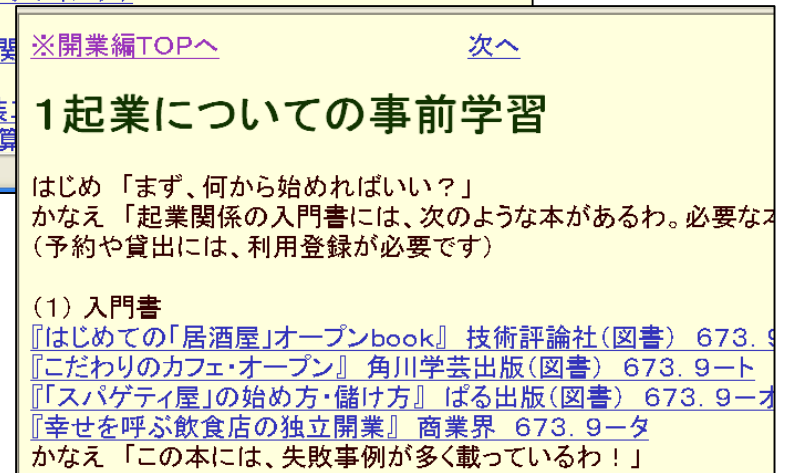 ※開業編TOPへ 次へ
1起業についての事前学習
はじめ 「まず、何から始めればいい?」
かなえ 「起業関係の入門書には、次のような本があるわ。必要な
(予約や貸出には、利用登録が必要です)
(1) 入門書
『はじめての「居酒屋」オープンbook』 技術評論社(図書) 673. 9
『こだわりのカフェ・オープン』 角川学芸出版(図書) 673. 9ート
『「スパゲティ屋」の始め方・儲け方』 ぱる出版(図書) 673. 9ーオ
『幸せを呼ぶ飲食店の独立開業』 商業界 673. 9ータ
かなえ 「この本には、失敗事例が多く載っているわ!」